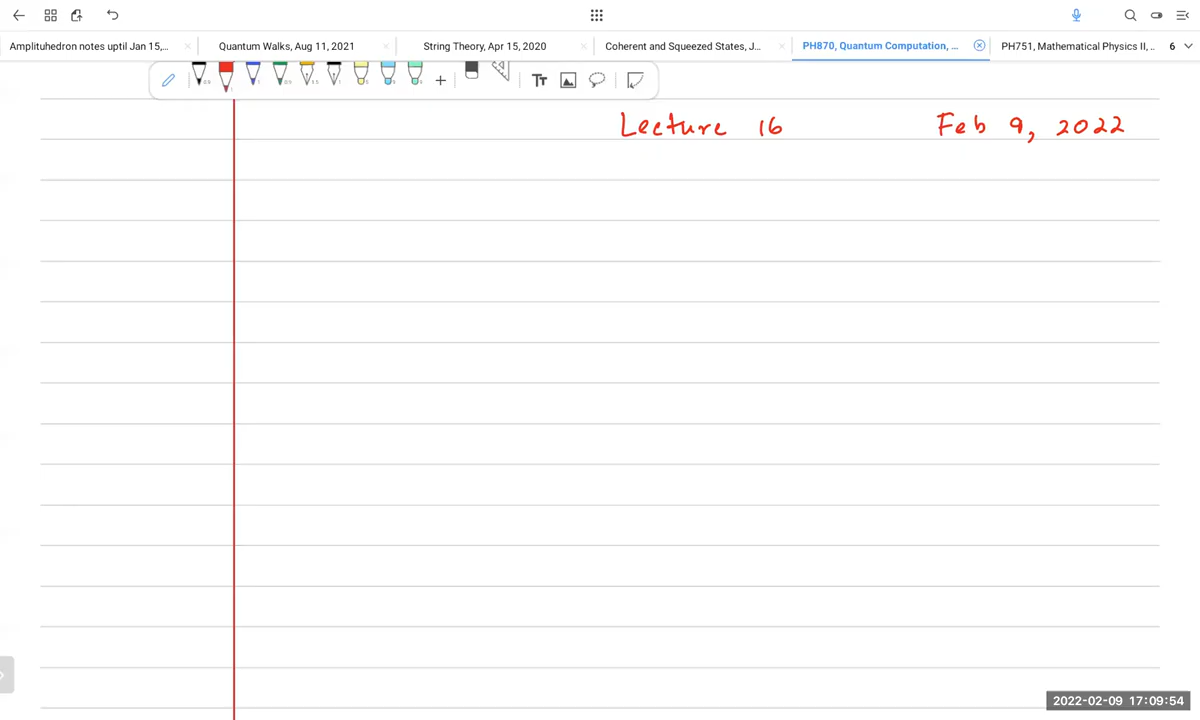 Amplituhedron notes uptil Jan 15,... Quantum Walks, Aug 11, 2021 String Theory, Apr 15, 2020 Coherent and Squeezed States, J... PH870, Quantum Computation, ... PH751, Mathematical Physics II, .. 6
Tт
Lecture 16 Feb 9, 2022
2022-02-09 17:09:54